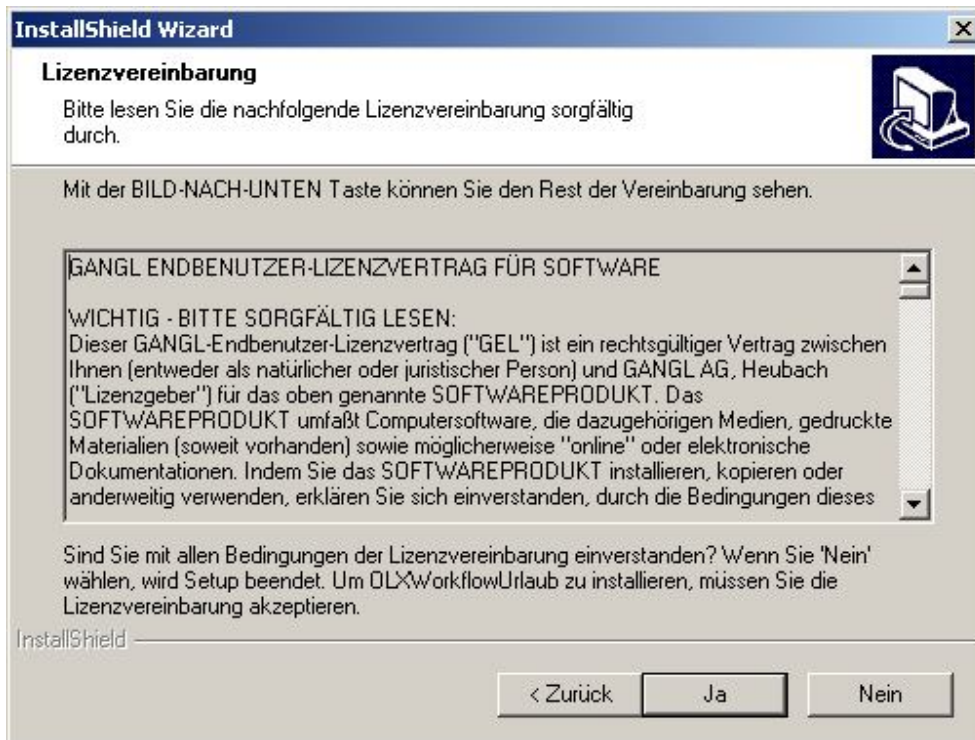 InstallShield Wizard
Lizenzvereinbarung
Bitte lesen Sie die nachfolgende Lizenzvereinbarung sorgfältig
durch.
Mit der BILD-NACH-UNTEN Taste können Sie den Rest der Vereinbarung sehen.
GANGL ENDBENUTZER-LIZENZVERTRAG FÜR SOFTWARE
WICHTIG - BITTE SORGFÄLTIG LESEN:
Dieser GANGL-Endbenutzer-Lizenzvertrag ("GEL") ist ein rechtsgültiger Vertrag zwischen
Ihnen (entweder als natürlicher oder juristischer Person) und GANGL AG, Heubach
("Lizenzgeber") für das oben genannte SOFTWAREPRODUKT. Das
SOFTWAREPRODUKT umfaßt Computersoftware, die dazugehörigen Medien, gedruckte
Materialien (soweit vorhanden) sowie möglicherweise "online" oder elektronische
Dokumentationen. Indem Sie das SOFTWAREPRODUKT installieren, kopieren oder
anderweitig verwenden, erklären Sie sich einverstanden, durch die Bedingungen dieses
Sind Sie mit allen Bedingungen der Lizenzvereinbarung einverstanden? Wenn Sie 'Nein'
wählen, wird Setup beendet. Um OLXWorkflowUrlaub zu installieren, müssen Sie die
Lizenzvereinbarung akzeptieren.
InstallShield
< Zurück
Ja
Nein